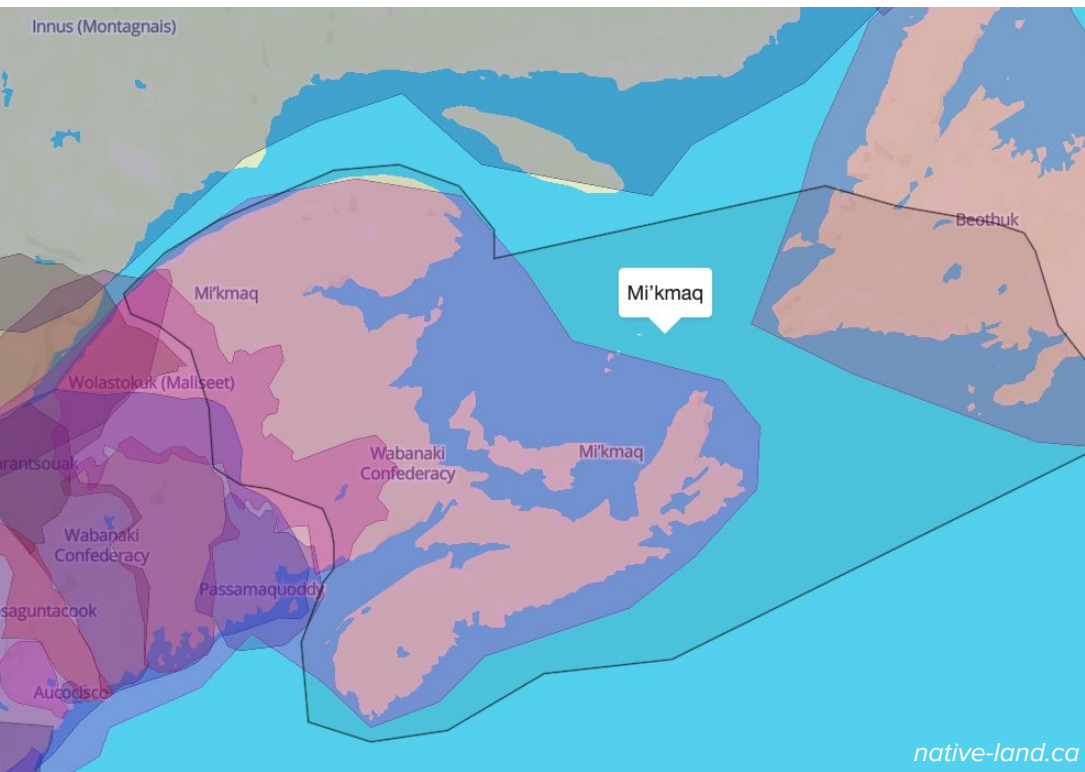 Innus (Montagnais)
Beothuk
Mi'kmaq
Mi’kmaq
Wolastokuk (Maliseet)
Wabanaki
Confederacy
Mi'kmaq
rantsouak
Wabanaki
Confederacy
Passamaquoddy
saguntacook
Aucocisco
native-land.ca